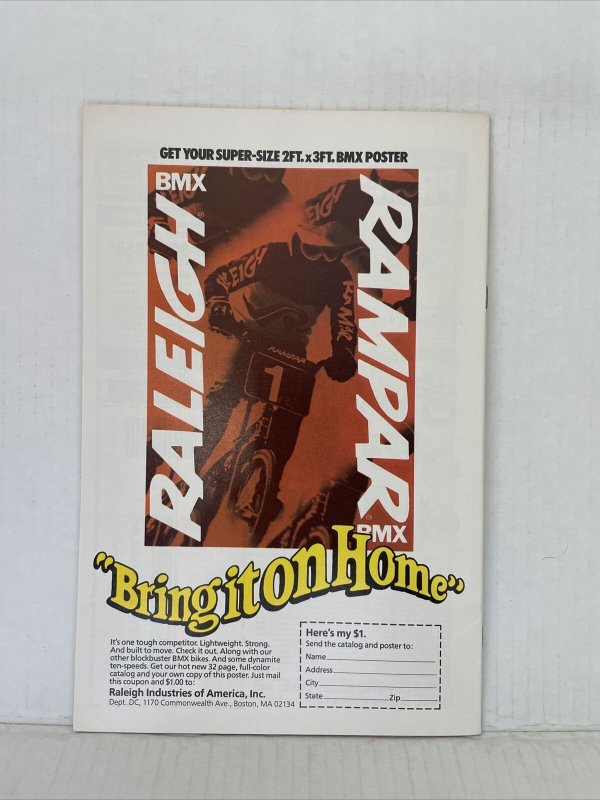 GET YOUR SUPER-SIZE 2FT. x 3FT. BMX POSTER
BMX
RALEIGH®
RAMPAR®
BMX
RALEIGH
RAMPAR
RAMPAR
1
"Bring it on Home"
It's one tough competitor. Lightweight. Strong.
And built to move. Check it out. Along with our
other blockbuster BMX bikes. And some dynamite
ten-speeds. Get our hot new 32 page, full-color
catalog and your own copy of this poster. Just mail
this coupon and $1.00 to:
Raleigh Industries of America, Inc.
Dept. DC, 1170 Commonwealth Ave., Boston, MA 02134
Here's my $1.
Send the catalog and poster to:
Name
Address
City
State Zip